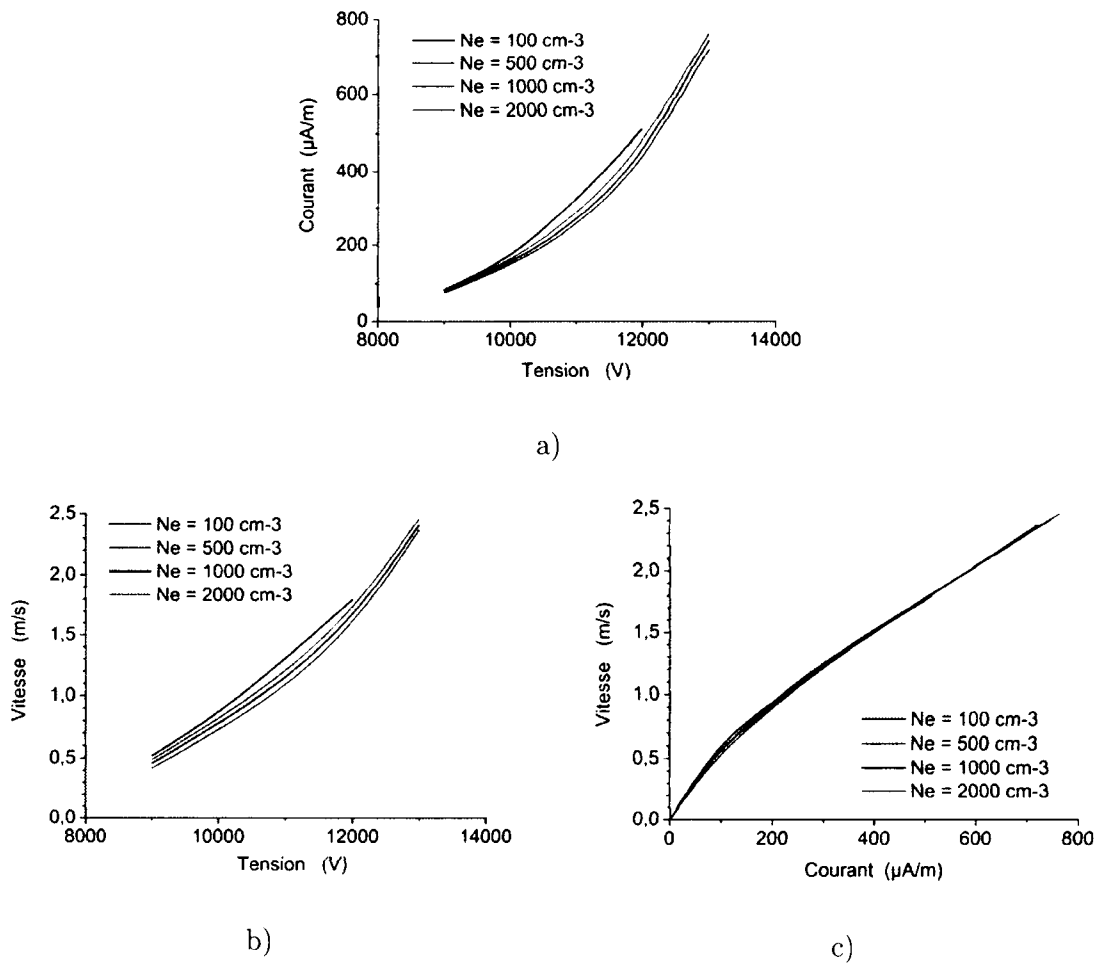 800
600
400
200
0
Courant (µA/m)
Ne = 100 cm-3
Ne = 500 cm-3
Ne = 1000 cm-3
Ne = 2000 cm-3
8000 10000 12000 14000
Tension (V)
a)
2,5
2,0
1,5
1,0
0,5
0,0
Vitesse (m/s)
Ne = 100 cm-3
Ne = 500 cm-3
Ne = 1000 cm-3
Ne = 2000 cm-3
8000 10000 12000 14000
Tension (V)
b)
2,5
2,0
1,5
1,0
0,5
0,0
Vitesse (m/s)
Ne = 100 cm-3
Ne = 500 cm-3
Ne = 1000 cm-3
Ne = 2000 cm-3
0 200 400 600 800
Courant (µA/m)
c)